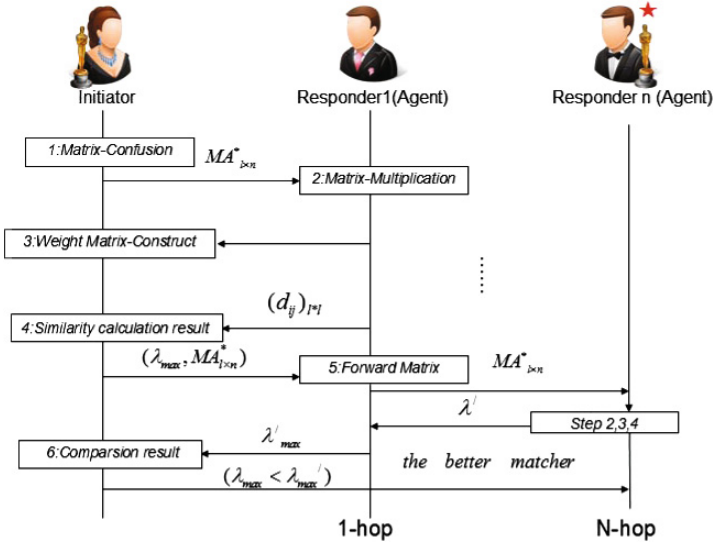 Initiator
Responder1(Agent)
Responder n (Agent)
1:Matrix-Confusion
MA*l×n
2:Matrix-Multiplication
3:Weight Matrix-Construct
(dij)l*l
4:Similarity calculation result
(λmax, MA*l×n)
5:Forward Matrix
MA*l×n
λ/
Step 2,3,4
λ/max
6:Comparsion result
(λmax < λmax/)
the better matcher
1-hop
N-hop